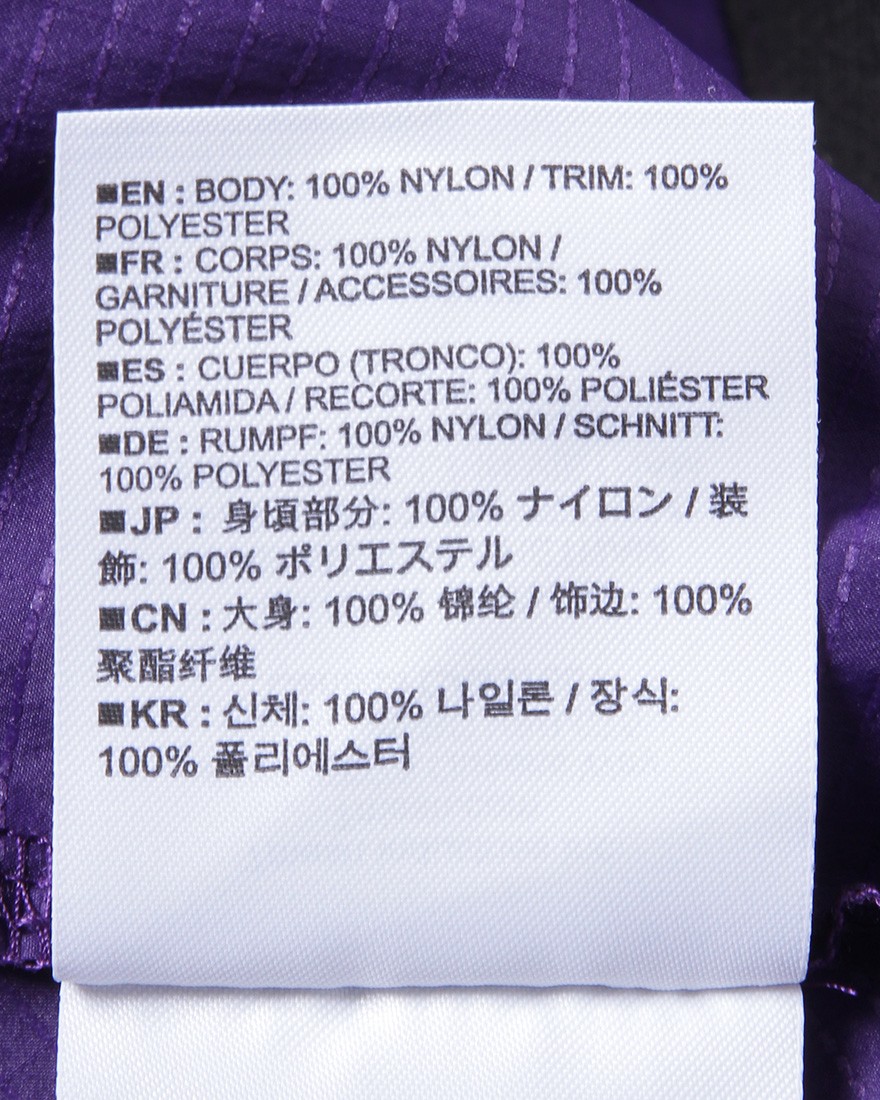 ■EN : BODY: 100% NYLON / TRIM: 100%
POLYESTER
■FR : CORPS: 100% NYLON /
GARNITURE / ACCESSOIRES: 100%
POLYÉSTER
■ES : CUERPO (TRONCO): 100%
POLIAMIDA / RECORTE: 100% POLIÉSTER
■DE : RUMPF: 100% NYLON / SCHNITT:
100% POLYESTER
■JP : 身頃部分: 100% ナイロン / 装
飾: 100% ポリエステル
■CN : 大身: 100% 锦纶 / 饰边: 100%
聚酯纤维
■KR : 신체: 100% 나일론 / 장식:
100% 폴리에스터